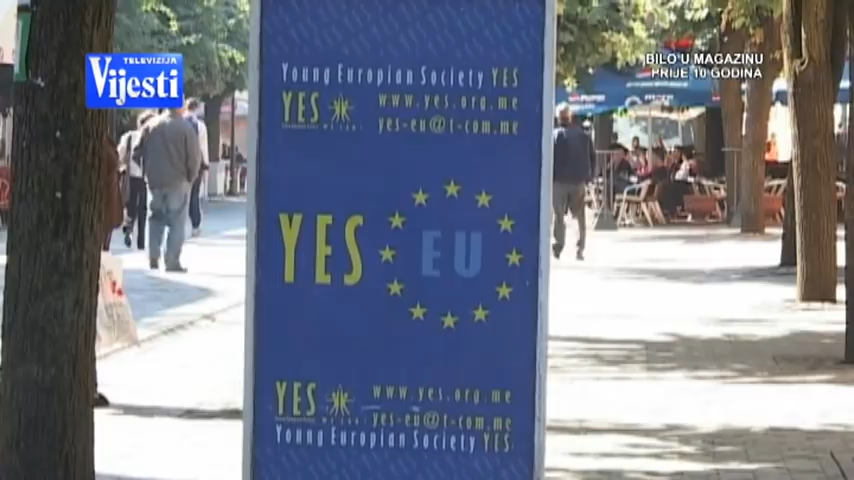 TELEVIZIJA
Vijesti
BILO U MAGAZINU
PRIJE 10 GODINA
Young Europian Society YES
YES www.yes.org.me
yes-eu@t-com.me
YES EU
YES www.yes.org.me
yes-eu@t-com.me
Young Europian Society YES